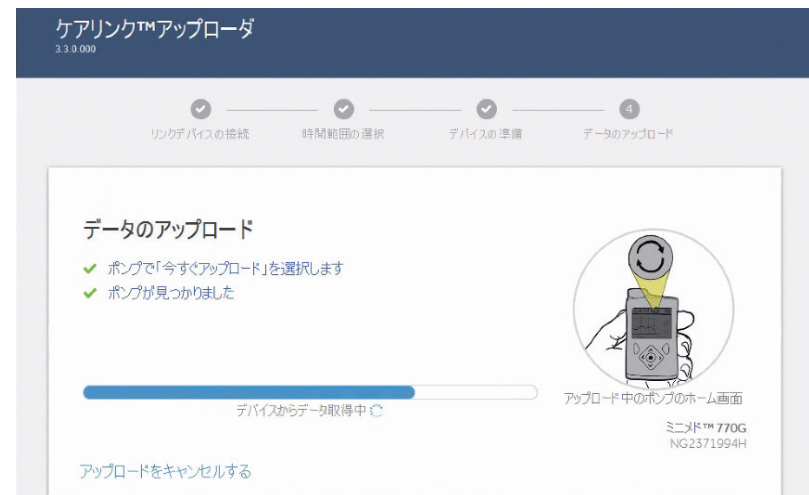 ケアリンク™アップローダ
3.3.0.000
リンクデバイスの接続
時間範囲の選択
デバイスの準備
4
データのアップロード
データのアップロード
ポンプで「今すぐアップロード」を選択します
ポンプが見つかりました
デバイスからデータ取得中
アップロード中のポンプのホーム画面
ミニメド™ 770G
NG2371994H
アップロードをキャンセルする